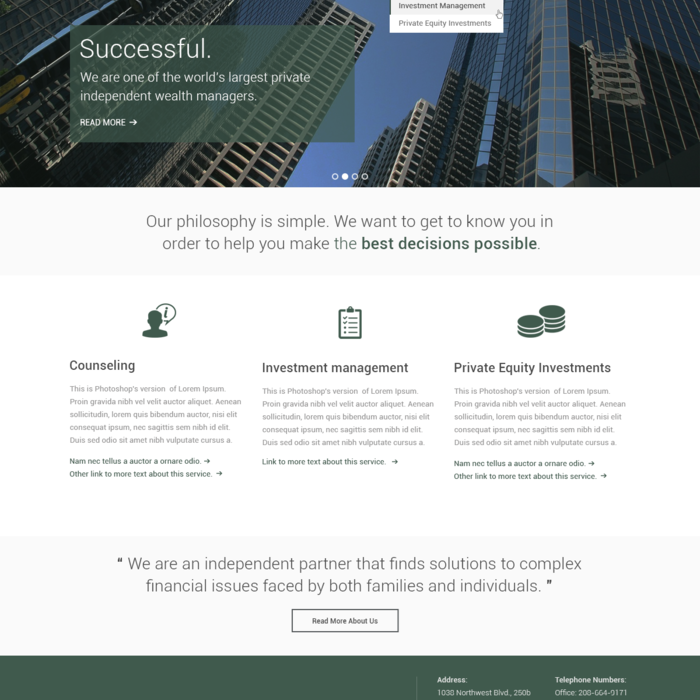 Investment Management
Private Equity Investments
Successful.
We are one of the world's largest private
independent wealth managers.
READ MORE →
Our philosophy is simple. We want to get to know you in
order to help you make the best decisions possible.
i
Counseling
This is Photoshop's version of Lorem Ipsum.
Proin gravida nibh vel velit auctor aliquet. Aenean
sollicitudin, lorem quis bibendum auctor, nisi elit
consequat ipsum, nec sagittis sem nibh id elit.
Duis sed odio sit amet nibh vulputate cursus a.
Nam nec tellus a auctor a ornare odio. →
Other link to more text about this service. →
Investment management
This is Photoshop's version of Lorem Ipsum.
Proin gravida nibh vel velit auctor aliquet. Aenean
sollicitudin, lorem quis bibendum auctor, nisi elit
consequat ipsum, nec sagittis sem nibh id elit.
Duis sed odio sit amet nibh vulputate cursus a.
Link to more text about this service. →
Private Equity Investments
This is Photoshop's version of Lorem Ipsum.
Proin gravida nibh vel velit auctor aliquet. Aenean
sollicitudin, lorem quis bibendum auctor, nisi elit
consequat ipsum, nec sagittis sem nibh id elit.
Duis sed odio sit amet nibh vulputate cursus a.
Nam nec tellus a auctor a ornare odio. →
Other link to more text about this service. →
“ We are an independent partner that finds solutions to complex
financial issues faced by both families and individuals. ”
Read More About Us
Address:
1030 Northwest Blvd., 250b
Telephone Numbers:
Office: 208-664-9171